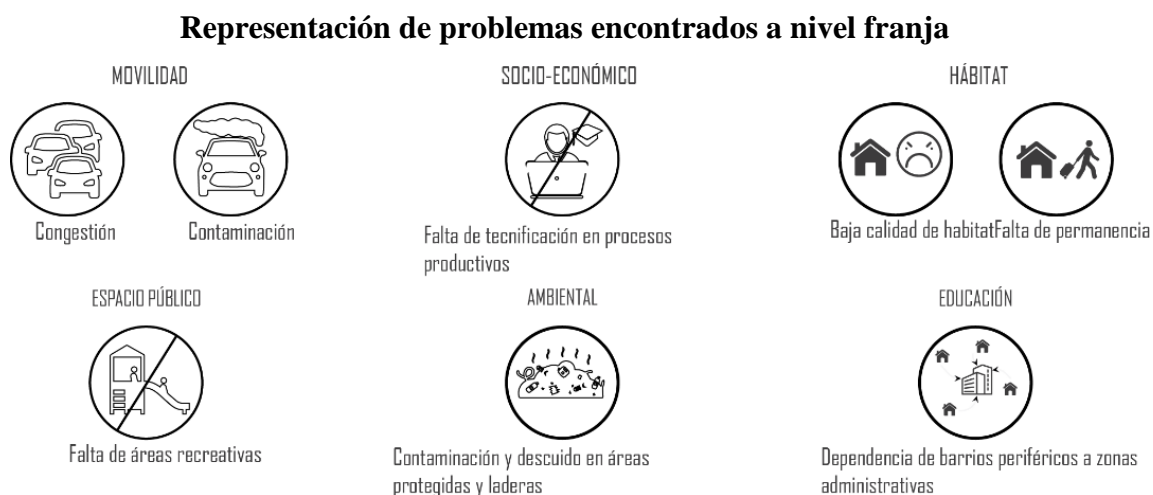 Representación de problemas encontrados a nivel franja
MOVILIDAD
Congestión
Contaminación
SOCIO-ECONÓMICO
Falta de tecnificación en procesos
productivos
HÁBITAT
Baja calidad de habitat
Falta de permanencia
ESPACIO PÚBLICO
Falta de áreas recreativas
AMBIENTAL
Contaminación y descuido en áreas
protegidas y laderas
EDUCACIÓN
Dependencia de barrios periféricos a zonas
administrativas